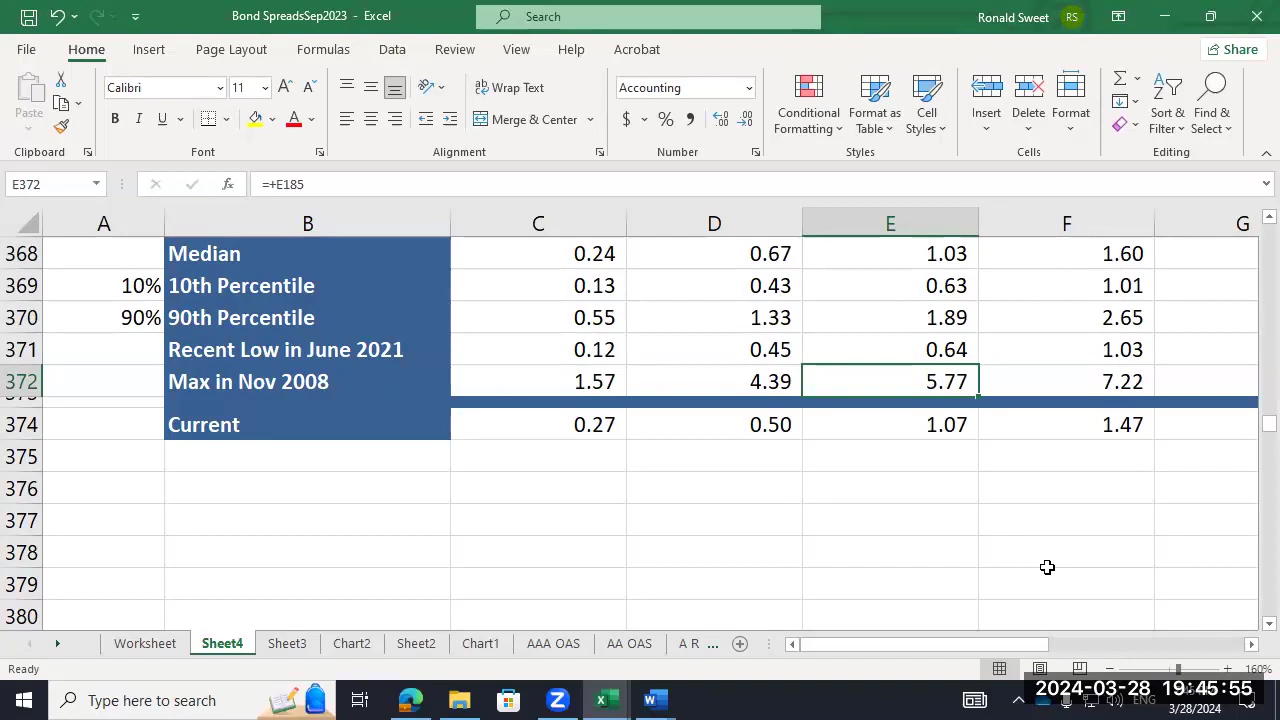 Bond SpreadsSep2023 - Excel
Search
Ronald Sweet
RS
File Home Insert Page Layout Formulas Data Review View Help Acrobat
Share
Paste
Calibri
11
Wrap Text
Merge & Center
Accounting
Conditional Formatting
Format as Table
Cell Styles
Insert
Delete
Format
Sort & Filter
Find & Select
Clipboard
Font
Alignment
Number
Styles
Cells
Editing
E372
fx
=+E185
A B C D E F G
368 Median 0.24 0.67 1.03 1.60
369 10% 10th Percentile 0.13 0.43 0.63 1.01
370 90% 90th Percentile 0.55 1.33 1.89 2.65
371 Recent Low in June 2021 0.12 0.45 0.64 1.03
372 Max in Nov 2008 1.57 4.39 5.77 7.22
374 Current 0.27 0.50 1.07 1.47
375
376
377
378
379
380
Worksheet Sheet4 Sheet3 Chart2 Sheet2 Chart1 AAA OAS AA OAS A R ...
Ready
160%
Type here to search
2024-03-28 19:45:55
ENG
3/28/2024